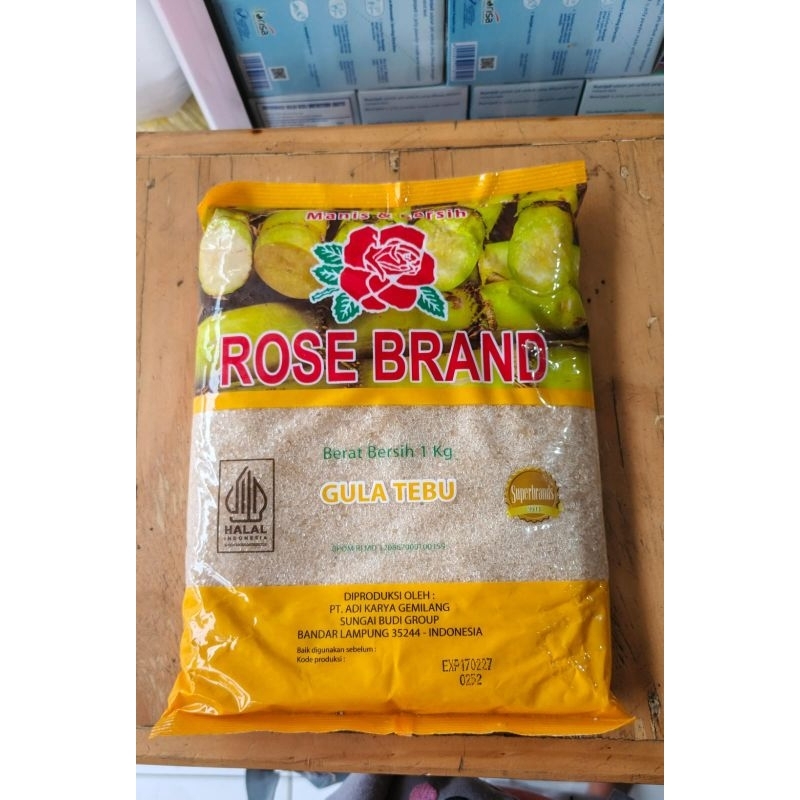 Manis & Bersih
ROSE BRAND
Berat Bersih 1 Kg
GULA TEBU
HALAL
INDONESIA
Superbrands
DIPRODUKSI OLEH :
PT. ADI KARYA GEMILANG
SUNGAI BUDI GROUP
BANDAR LAMPUNG 35244 - INDONESIA
Baik digunakan sebelum :
Kode produksi :
EXP170227
0252